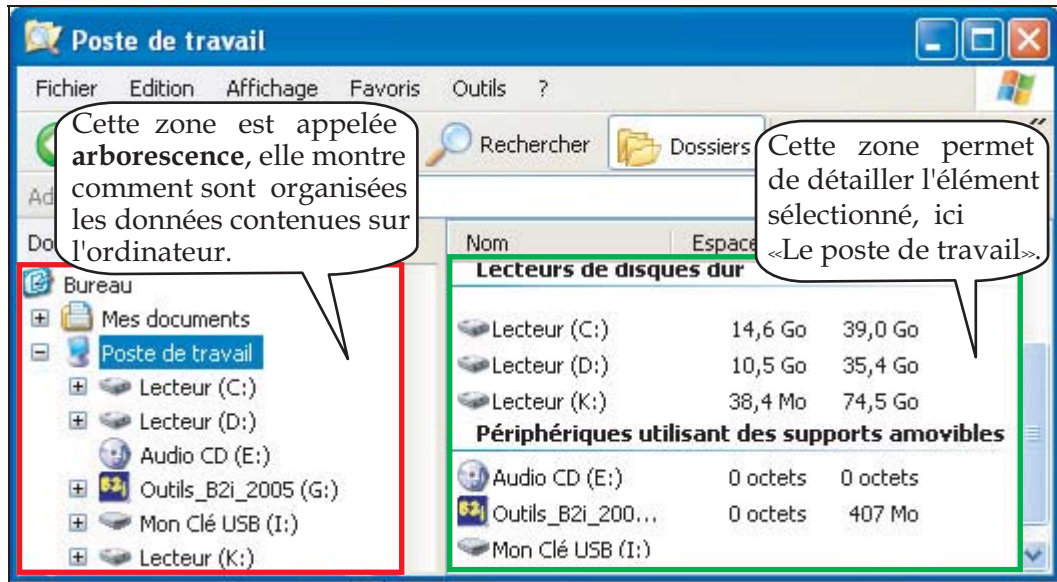 Poste de travail
Fichier Edition Affichage Favoris Outils ?
Cette zone est appelée
arborescence, elle montre
comment sont organisées
les données contenues sur
l'ordinateur.
Rechercher Dossiers
Cette zone permet
de détailler l'élément
sélectionné, ici
«Le poste de travail».
Ad
Do
Nom Espace
Bureau
Mes documents
Poste de travail
Lecteur (C:)
Lecteur (D:)
Audio CD (E:)
Outils_B2i_2005 (G:)
Mon Clé USB (I:)
Lecteur (K:)
Lecteurs de disques dur
Lecteur (C:) 14,6 Go 39,0 Go
Lecteur (D:) 10,5 Go 35,4 Go
Lecteur (K:) 38,4 Mo 74,5 Go
Périphériques utilisant des supports amovibles
Audio CD (E:) 0 octets 0 octets
Outils_B2i_200... 0 octets 407 Mo
Mon Clé USB (I:)